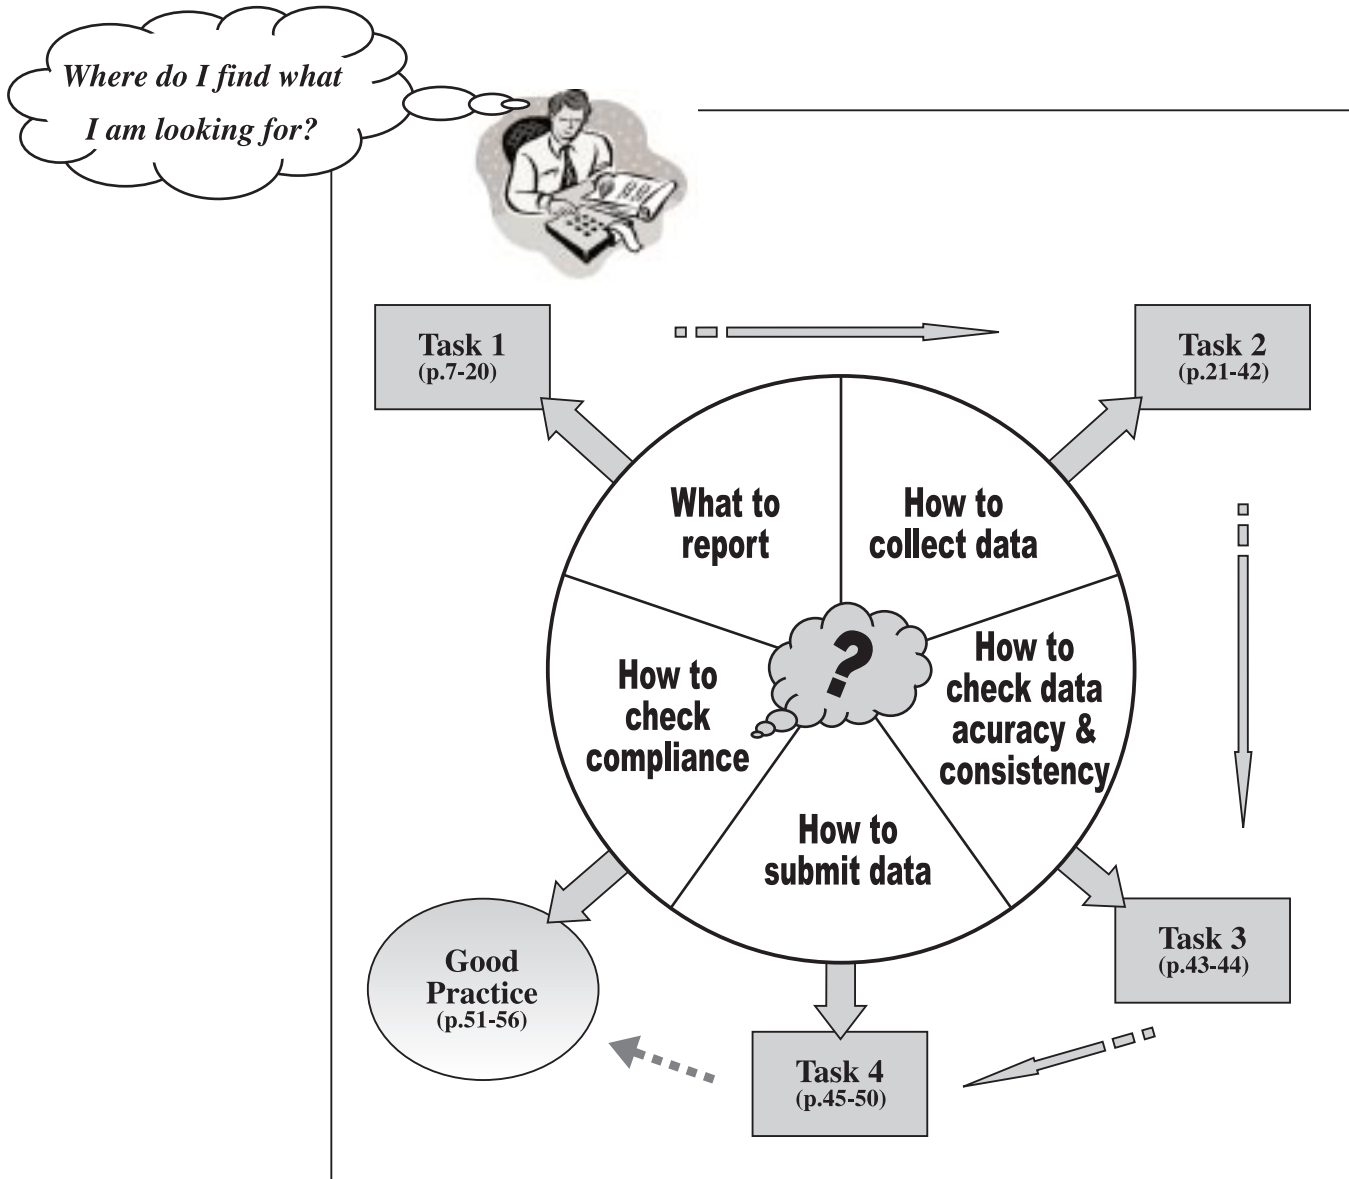 Where do I find what
I am looking for?
Task 1
(p.7-20)
Task 2
(p.21-42)
What to
report
How to
collect data
How to
check
compliance
?
How to
check data
acuracy &
consistency
How to
submit data
Good
Practice
(p.51-56)
Task 3
(p.43-44)
Task 4
(p.45-50)